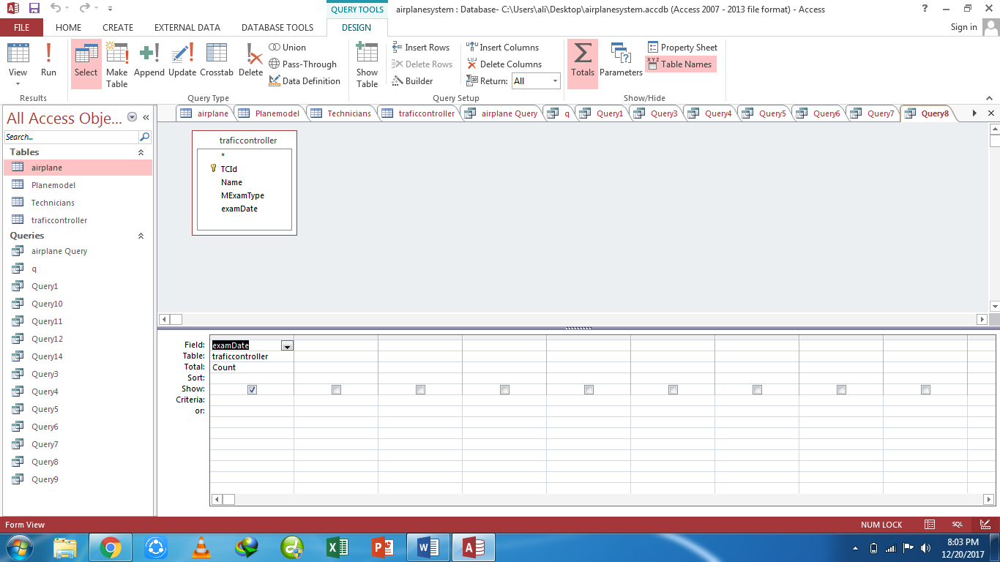 QUERY TOOLS
airplanesystem : Database- C:\Users\ali\Desktop\airplanesystem.accdb (Access 2007 - 2013 file format) - Access
FILE HOME CREATE EXTERNAL DATA DATABASE TOOLS DESIGN Sign in
View
Run
Results
Select
Make Table
Append
Update
Crosstab
Delete
Union
Pass-Through
Data Definition
Query Type
Show Table
Insert Rows
Delete Rows
Builder
Insert Columns
Delete Columns
Return: All
Query Setup
Totals
Parameters
Property Sheet
XYZ Table Names
Show/Hide
All Access Obje...
Search...
Tables
airplane
Planemodel
Technicians
traficcontroller
Queries
airplane Query
q
Query1
Query10
Query11
Query12
Query14
Query3
Query4
Query5
Query6
Query7
Query8
Query9
airplane Planemodel Technicians traficcontroller airplane Query q Query1 Query3 Query4 Query5 Query6 Query7 Query8
traficcontroller
*
TCId
Name
MExamType
examDate
Field: examDate
Table: traficcontroller
Total: Count
Sort:
Show:
Criteria:
or:
Form View
NUM LOCK
SQL
8:03 PM
12/20/2017